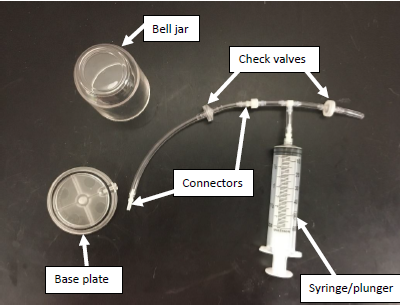 Bell jar
Check valves
Connectors
Base plate
Syringe/plunger